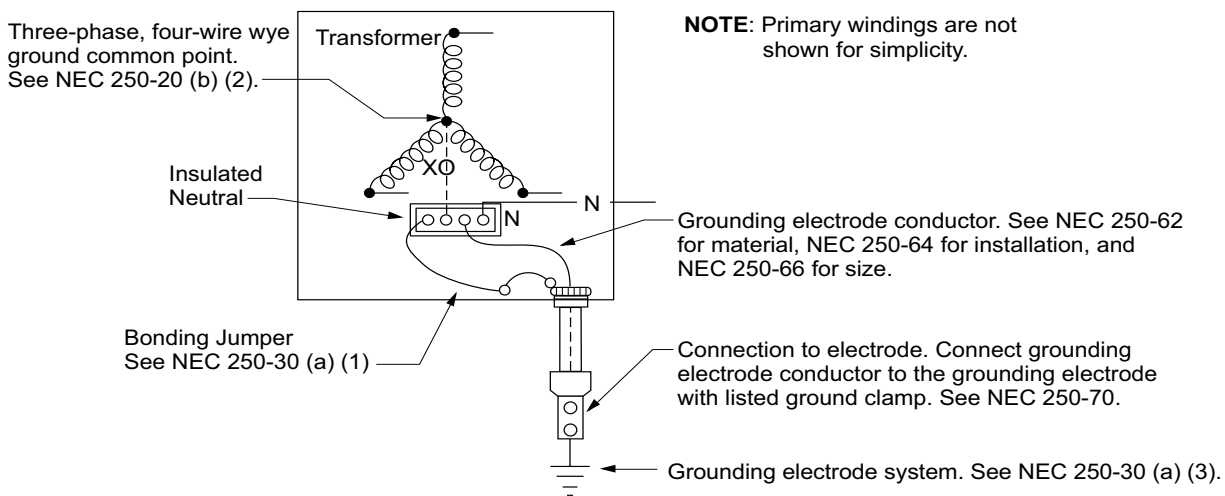 Three-phase, four-wire wye
ground common point.
See NEC 250-20 (b) (2).
Transformer
NOTE: Primary windings are not
shown for simplicity.
XO
Insulated
Neutral
N
N
Grounding electrode conductor. See NEC 250-62
for material, NEC 250-64 for installation, and
NEC 250-66 for size.
Bonding Jumper
See NEC 250-30 (a) (1)
Connection to electrode. Connect grounding
electrode conductor to the grounding electrode
with listed ground clamp. See NEC 250-70.
Grounding electrode system. See NEC 250-30 (a) (3).